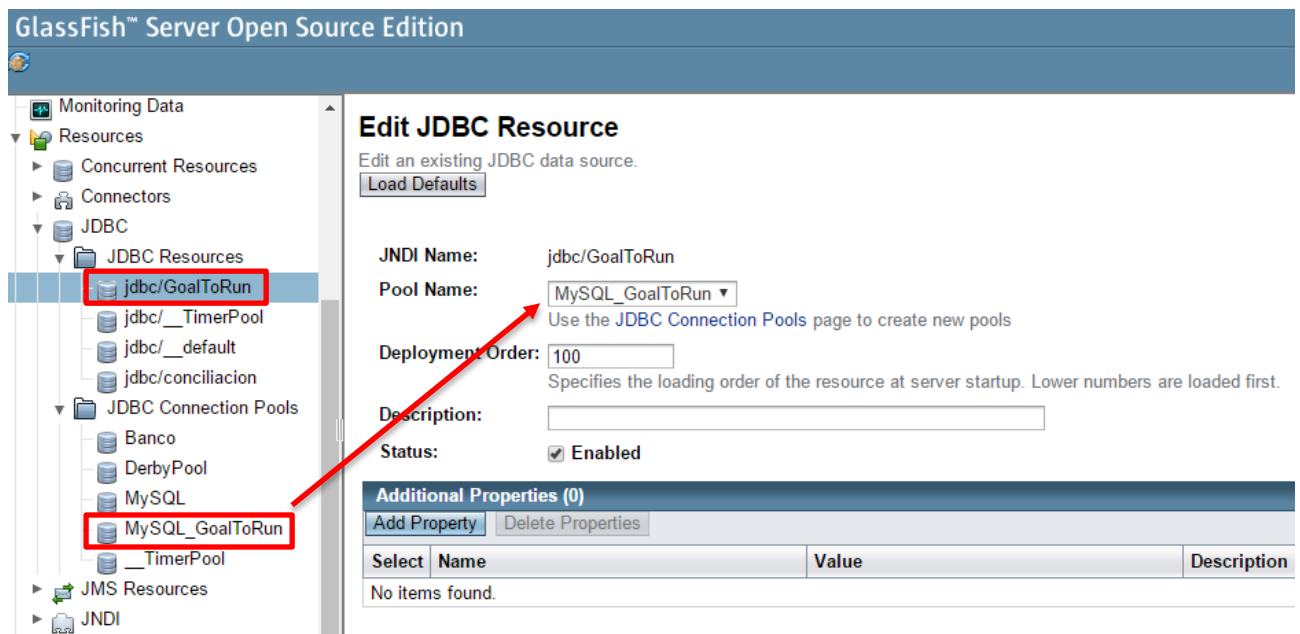 GlassFish™ Server Open Source Edition
Monitoring Data
Resources
Concurrent Resources
Connectors
JDBC
JDBC Resources
jdbc/GoalToRun
jdbc/__TimerPool
jdbc/__default
jdbc/conciliacion
JDBC Connection Pools
Banco
DerbyPool
MySQL
MySQL_GoalToRun
__TimerPool
JMS Resources
JNDI
Edit JDBC Resource
Edit an existing JDBC data source.
Load Defaults
JNDI Name: jdbc/GoalToRun
Pool Name: MySQL_GoalToRun
Use the JDBC Connection Pools page to create new pools
Deployment Order: 100
Specifies the loading order of the resource at server startup. Lower numbers are loaded first.
Description:
Status: Enabled
Additional Properties (0)
Add Property Delete Properties
Select Name Value Description
No items found.